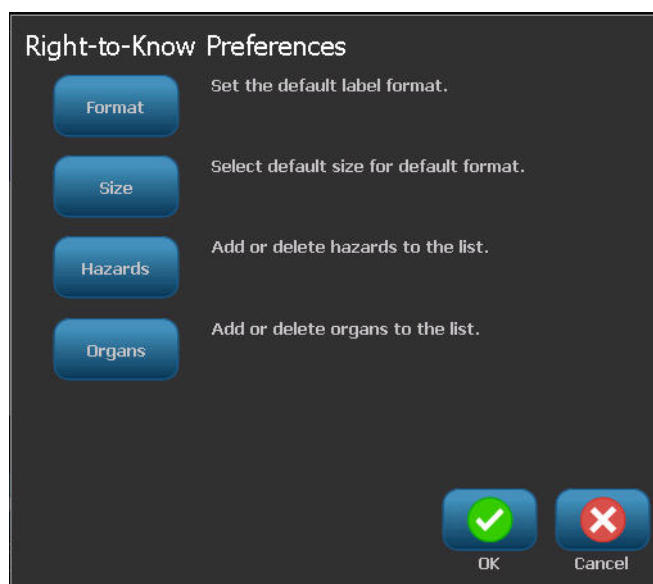 Right-to-Know Preferences
Format
Set the default label format.
Size
Select default size for default format.
Hazards
Add or delete hazards to the list.
Organs
Add or delete organs to the list.
OK
Cancel